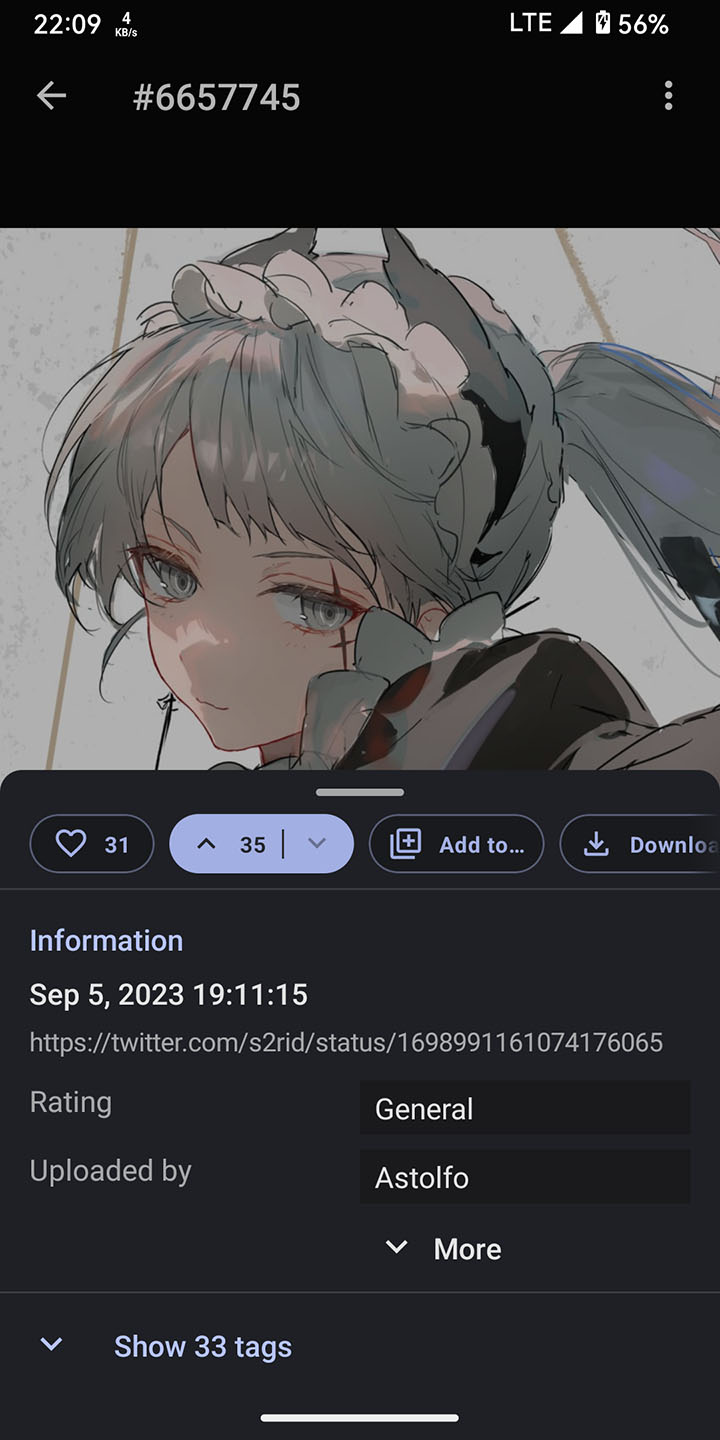 22:09 4 KB/s LTE 56%
#6657745
31 35 Add to... Downloa
Information
Sep 5, 2023 19:11:15
https://twitter.com/s2rid/status/1698991161074176065
Rating General
Uploaded by Astolfo
More
Show 33 tags